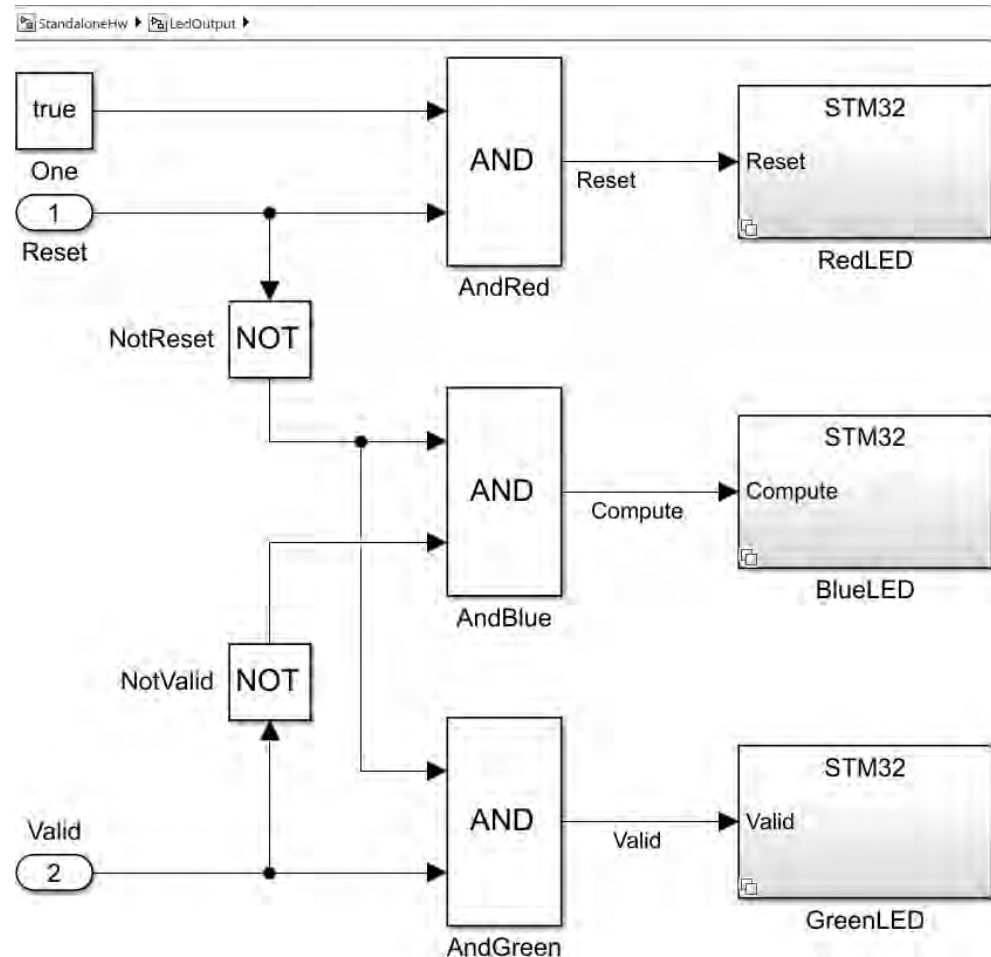 StandaloneHw LedOutput
true
One
1
Reset
AND
Reset
AndRed
STM32
Reset
RedLED
NotReset
NOT
AND
Compute
AndBlue
STM32
Compute
BlueLED
NotValid
NOT
Valid
2
AND
Valid
AndGreen
STM32
Valid
GreenLED